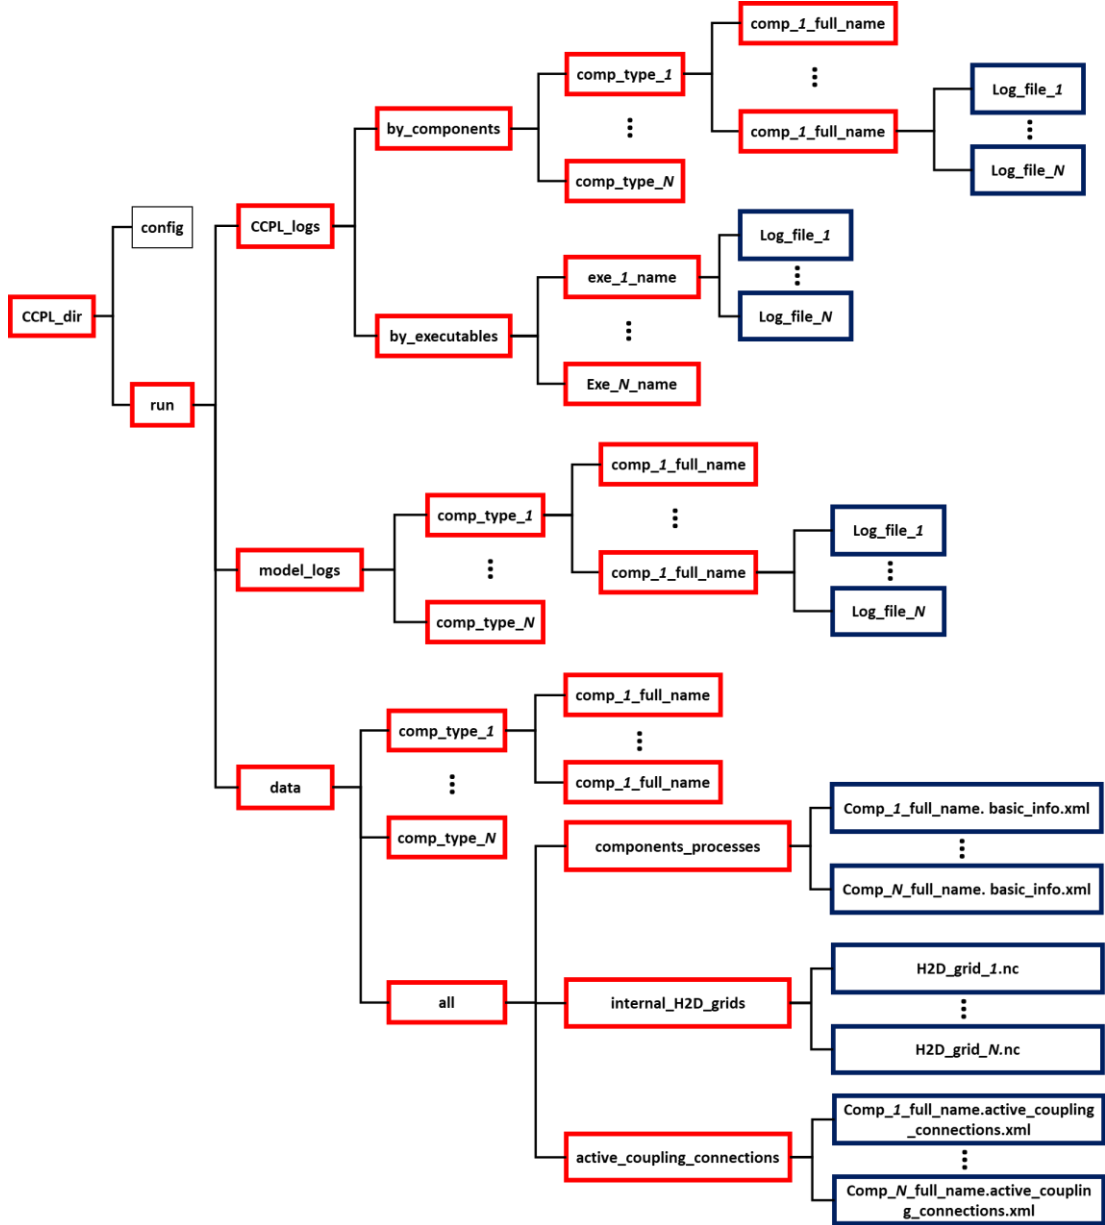 comp_1_full_name
comp_type_1
Log_file_1
by_components
comp_1_full_name
Log_file_N
comp_type_N
config
CCPL_logs
Log_file_1
exe_1_name
CCPL_dir
Log_file_N
by_executables
Exe_N_name
run
comp_1_full_name
comp_type_1
Log_file_1
model_logs
comp_1_full_name
Log_file_N
comp_type_N
comp_1_full_name
comp_type_1
data
comp_1_full_name
Comp_1_full_name. basic_info.xml
comp_type_N
components_processes
Comp_N_full_name. basic_info.xml
H2D_grid_1.nc
all
internal_H2D_grids
H2D_grid_N.nc
Comp_1_full_name.active_coupling
_connections.xml
active_coupling_connections
Comp_N_full_name.active_couplin
g_connections.xml